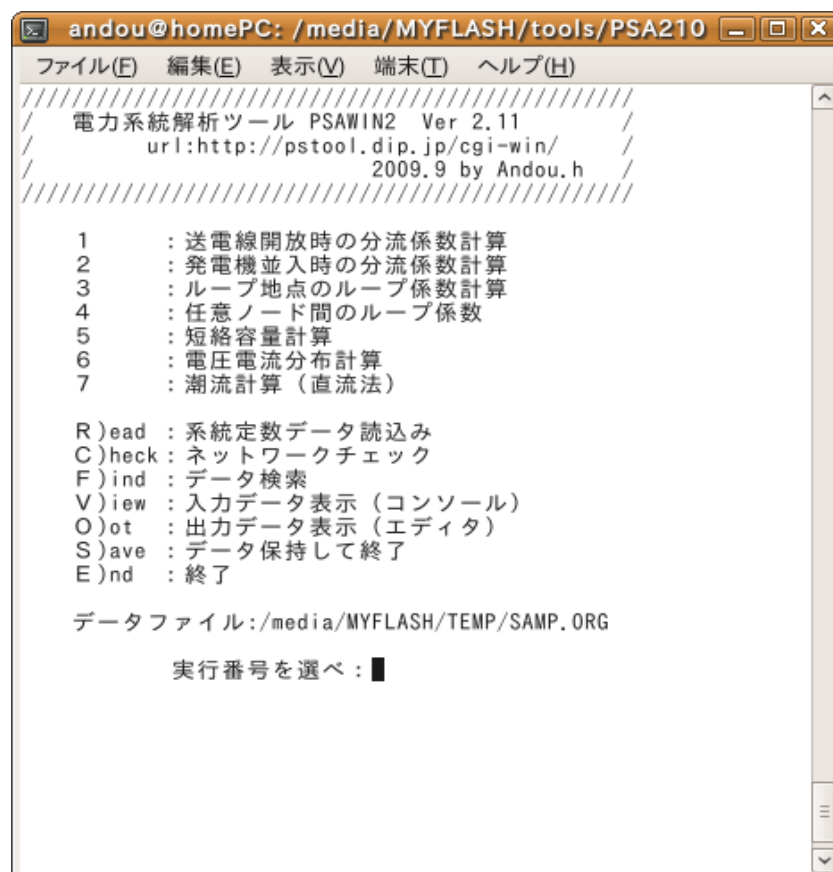 andou@homePC: /media/MYFLASH/tools/PSA210
ファイル(F) 編集(E) 表示(V) 端末(T) ヘルプ(H)
////////////////////////////////////////////////
/ 電力系統解析ツール PSAWIN2 Ver 2.11 /
/ url:http://pstool.dip.jp/cgi-win/ /
/ 2009.9 by Andou.h /
////////////////////////////////////////////////
1 :送電線開放時の分流係数計算
2 :発電機並入時の分流係数計算
3 :ループ地点のループ係数計算
4 :任意ノード間のループ係数
5 :短絡容量計算
6 :電圧電流分布計算
7 :潮流計算(直流法)
R)ead :系統定数データ読込み
C)heck:ネットワークチェック
F)ind :データ検索
V)iew :入力データ表示(コンソール)
O)ot :出力データ表示(エディタ)
S)ave :データ保持して終了
E)nd :終了
データファイル:/media/MYFLASH/TEMP/SAMP.ORG
実行番号を選べ: